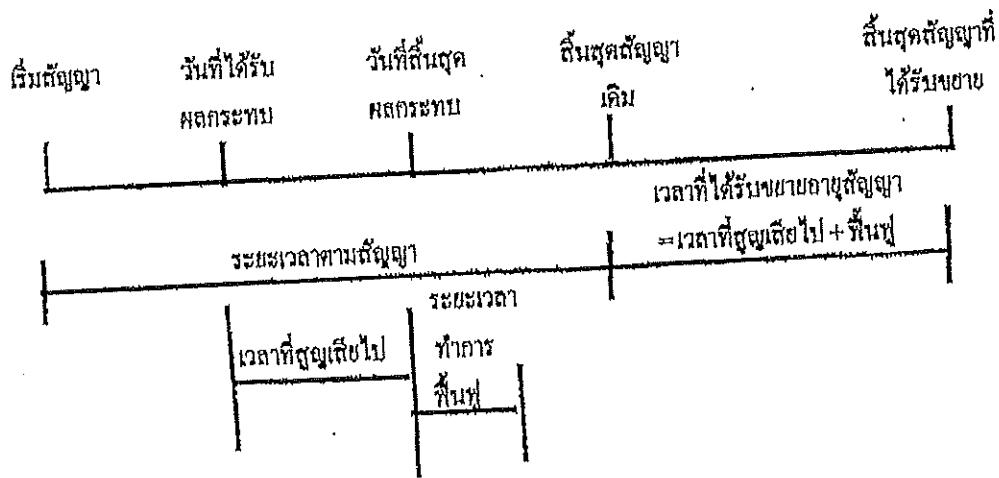 เริ่มสัญญา
วันที่ได้รับ
ผลกระทบ
วันที่สิ้นสุด
ผลกระทบ
สิ้นสุดสัญญา
เดิม
สิ้นสุดสัญญาที่
ได้รับขยาย
เวลาที่ได้รับขยายอายุสัญญา
=เวลาที่สูญเสียไป+ฟื้นฟู
ระยะเวลาตามสัญญา
เวลาที่สูญเสียไป
ระยะเวลา
ทำการ
ฟื้นฟู